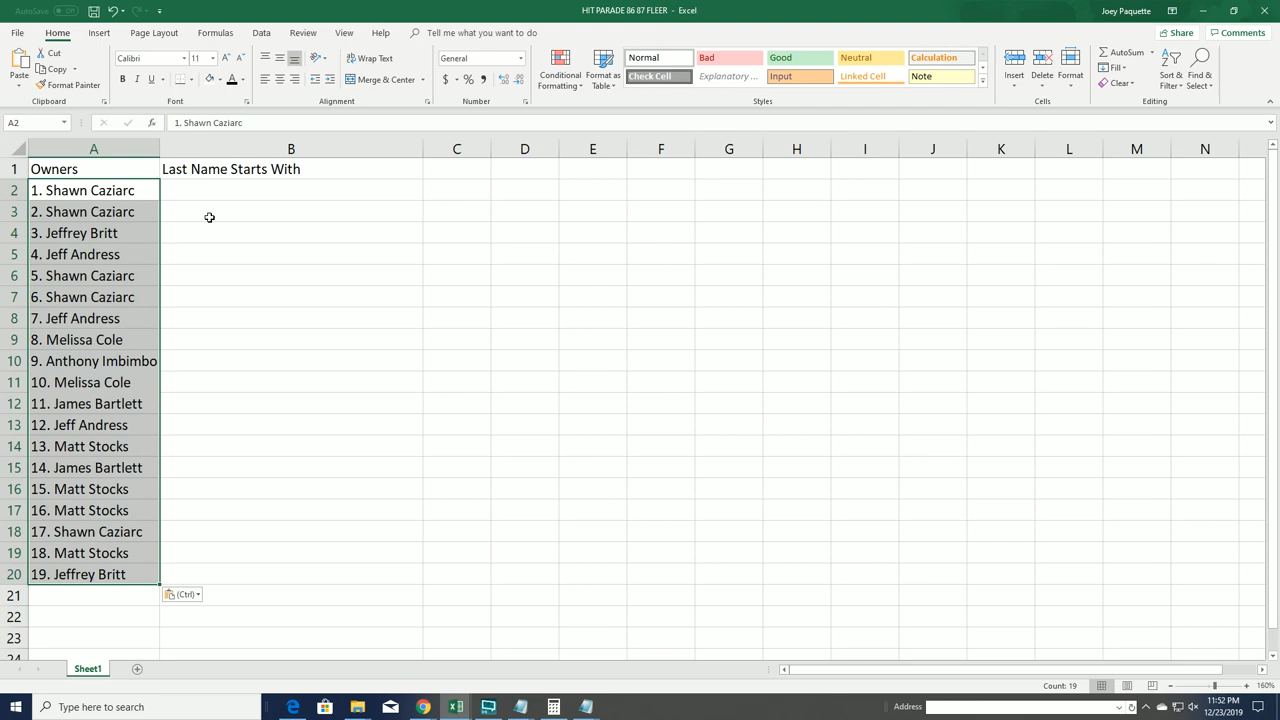 AutoSave Off
HIT PARADE 86 87 FLEER - Excel
Joey Paquette
File Home Insert Page Layout Formulas Data Review View Help Tell me what you want to do Share Comments
Paste Cut Copy Format Painter Clipboard
Calibri 11 A A B I U A Font
Wrap Text Merge & Center Alignment
General $ % , Number
Conditional Formatting Format as Table
Normal Bad Good Neutral Calculation
Check Cell Explanatory ... Input Linked Cell Note
Styles
Insert Delete Format Cells
AutoSum Fill Clear Sort & Filter Find & Select Editing
A2 fx 1. Shawn Caziarc
A B C D E F G H I J K L M N
1 Owners Last Name Starts With
2 1. Shawn Caziarc
3 2. Shawn Caziarc
4 3. Jeffrey Britt
5 4. Jeff Andress
6 5. Shawn Caziarc
7 6. Shawn Caziarc
8 7. Jeff Andress
9 8. Melissa Cole
10 9. Anthony Imbimbo
11 10. Melissa Cole
12 11. James Bartlett
13 12. Jeff Andress
14 13. Matt Stocks
15 14. James Bartlett
16 15. Matt Stocks
17 16. Matt Stocks
18 17. Shawn Caziarc
19 18. Matt Stocks
20 19. Jeffrey Britt
21 (Ctrl)
22
23
24
Sheet1
Count: 19 160%
Type here to search
Address
11:52 PM
12/23/2019